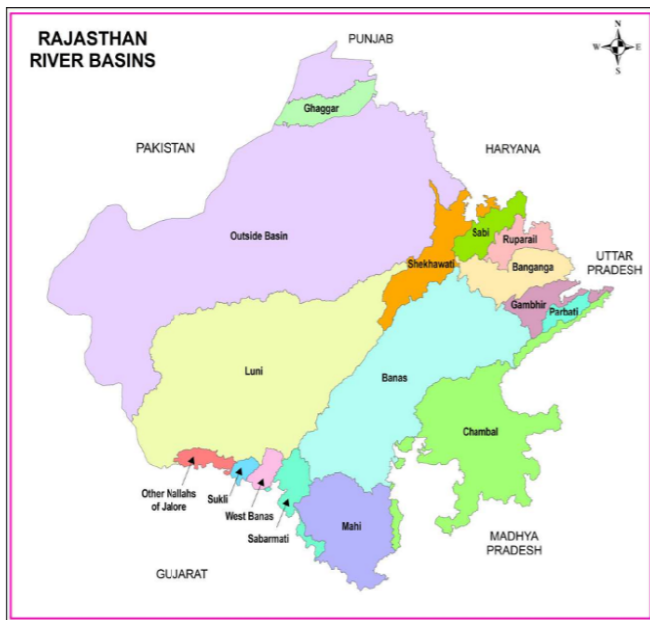 RAJASTHAN
RIVER BASINS
PUNJAB
N
W
E
S
Ghaggar
PAKISTAN
HARYANA
Sabi
Outside Basin
Ruparail
Shekhawati
Banganga
UTTAR
PRADESH
Gambhir
Parbati
Luni
Banas
Chambal
Other Nallahs
of Jalore
Sukli
West Banas
Sabarmati
Mahi
MADHYA
PRADESH
GUJARAT